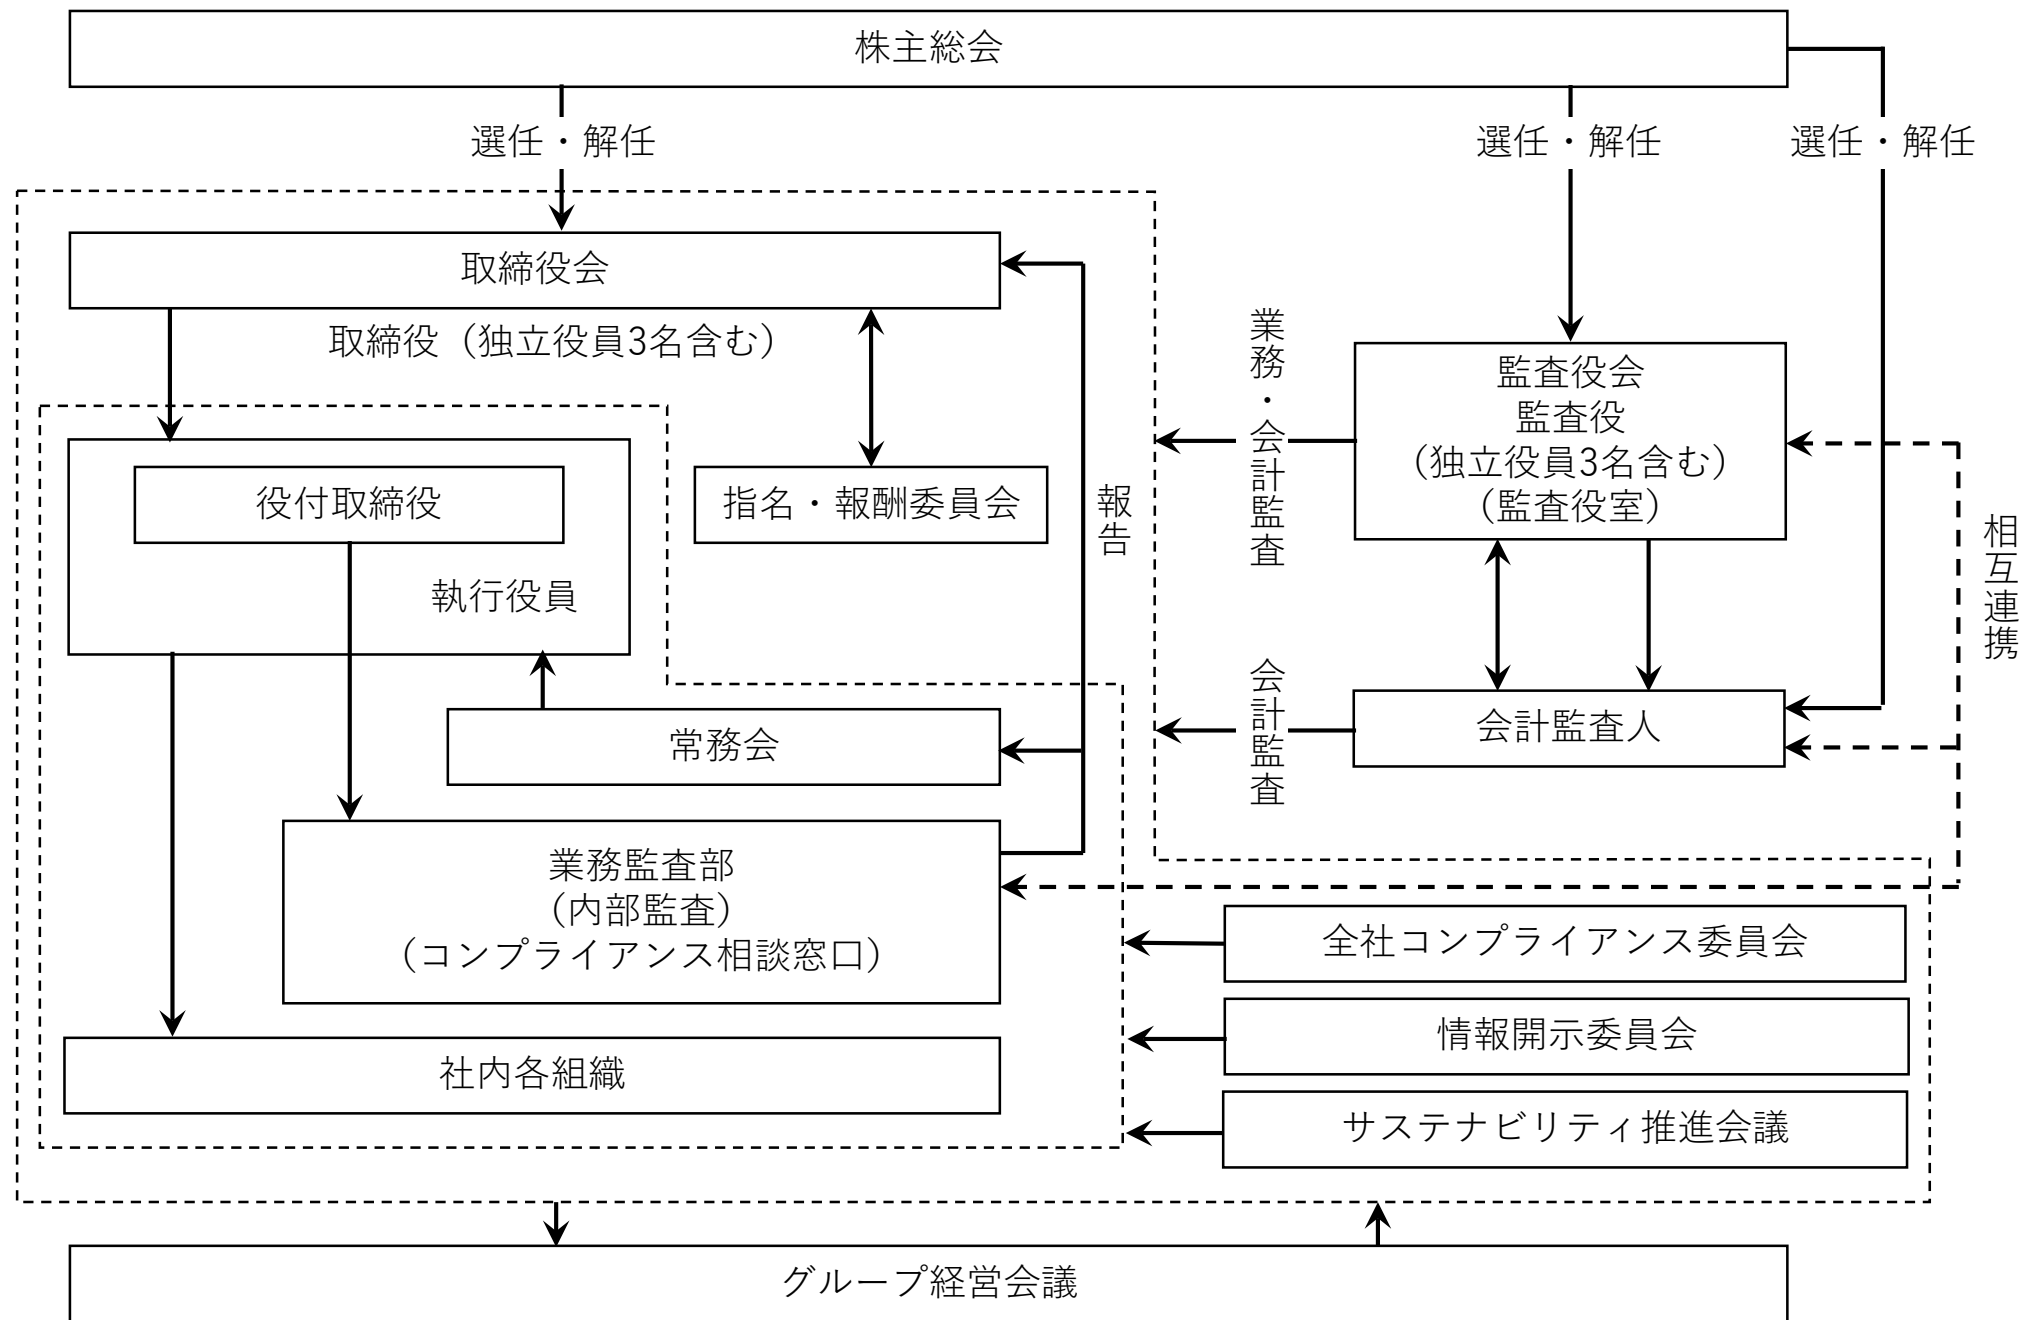 株主総会
選任・解任
選任・解任
選任・解任
取締役会
取締役（独立役員3名含む）
役付取締役
執行役員
指名・報酬委員会
報告
業務・会計監査
監査役会
監査役
（独立役員3名含む）
（監査役室）
相互連携
会計監査
会計監査人
常務会
業務監査部
（内部監査）
（コンプライアンス相談窓口）
社内各組織
全社コンプライアンス委員会
情報開示委員会
サステナビリティ推進会議
グループ経営会議